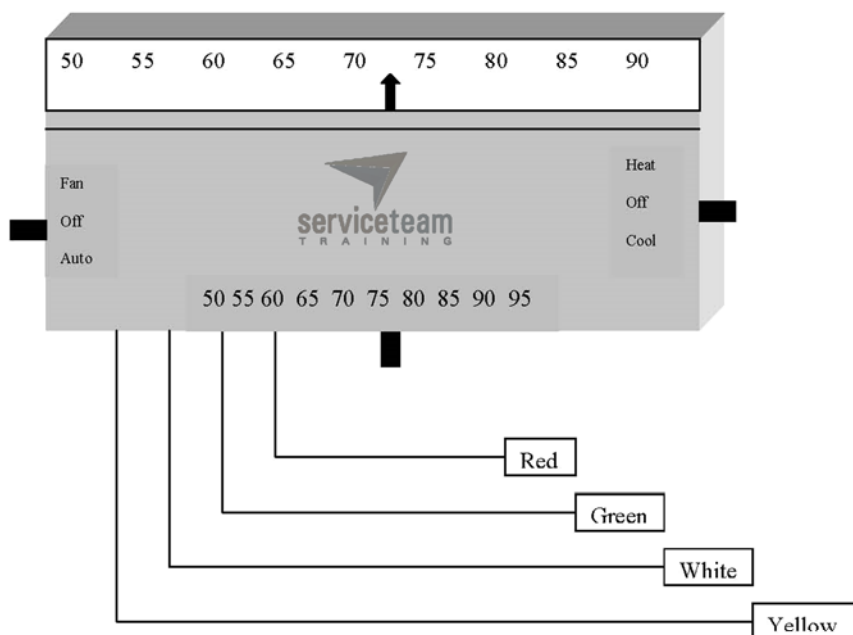 50 55 60 65 70 75 80 85 90
Fan
Off
Auto
serviceteam
TRAINING
Heat
Off
Cool
50 55 60 65 70 75 80 85 90 95
Red
Green
White
Yellow